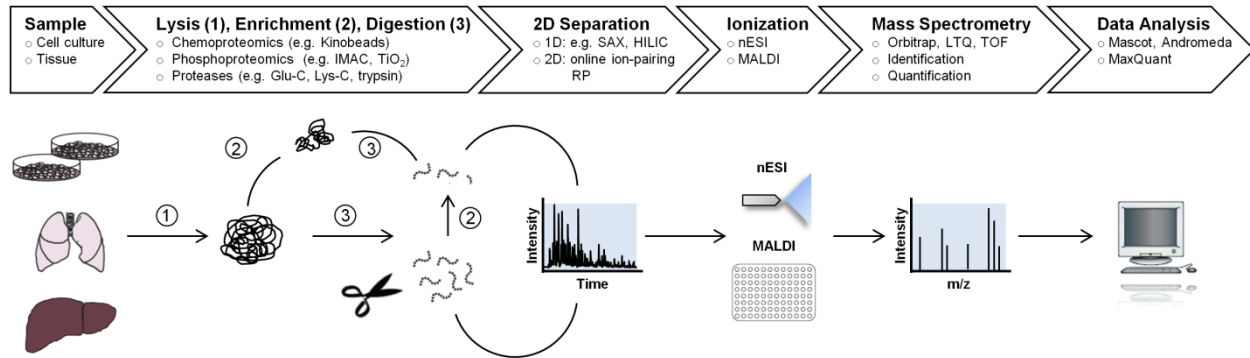 Sample
○ Cell culture
○ Tissue
Lysis (1), Enrichment (2), Digestion (3)
○ Chemoproteomics (e.g. Kinobeads)
○ Phosphoproteomics (e.g. IMAC, TiO₂)
○ Proteases (e.g. Glu-C, Lys-C, trypsin)
2D Separation
○ 1D: e.g. SAX, HILIC
○ 2D: online ion-pairing
RP
Ionization
○ nESI
○ MALDI
Mass Spectrometry
○ Orbitrap, LTQ, TOF
○ Identification
○ Quantification
Data Analysis
○ Mascot, Andromeda
○ MaxQuant
①
②
③
③
②
Intensity
Time
nESI
MALDI
Intensity
m/z